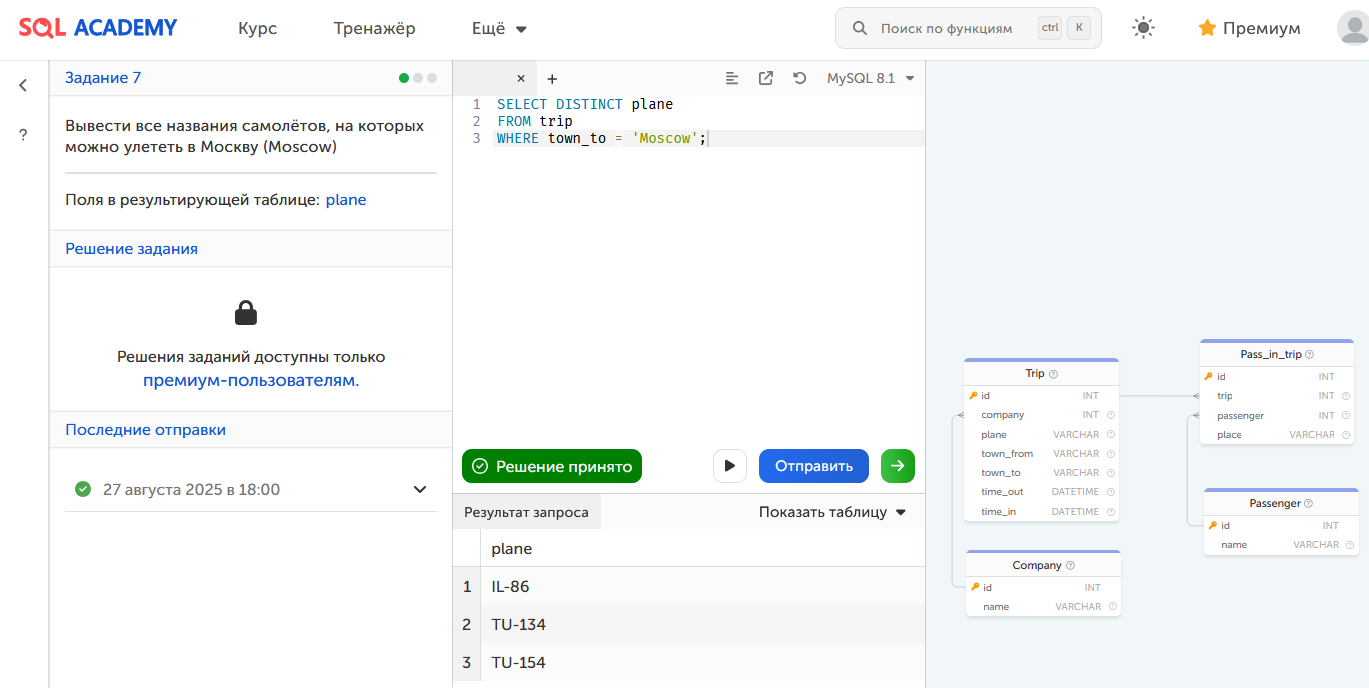 SQL ACADEMY
Курс
Тренажёр
Ещё
Поиск по функциям
ctrl
K
Премиум
Задание 7
Вывести все названия самолётов, на которых
можно улететь в Москву (Moscow)
Поля в результирующей таблице: plane
Решение задания
Решения заданий доступны только
премиум-пользователям.
Последние отправки
27 августа 2025 в 18:00
MySQL 8.1
1 SELECT DISTINCT plane
2 FROM trip
3 WHERE town_to = 'Moscow';
Решение принято
Отправить
Результат запроса
Показать таблицу
plane
1 IL-86
2 TU-134
3 TU-154
Trip
id INT
company INT
plane VARCHAR
town_from VARCHAR
town_to VARCHAR
time_out DATETIME
time_in DATETIME
Company
id INT
name VARCHAR
Pass_in_trip
id INT
trip INT
passenger INT
place VARCHAR
Passenger
id INT
name VARCHAR